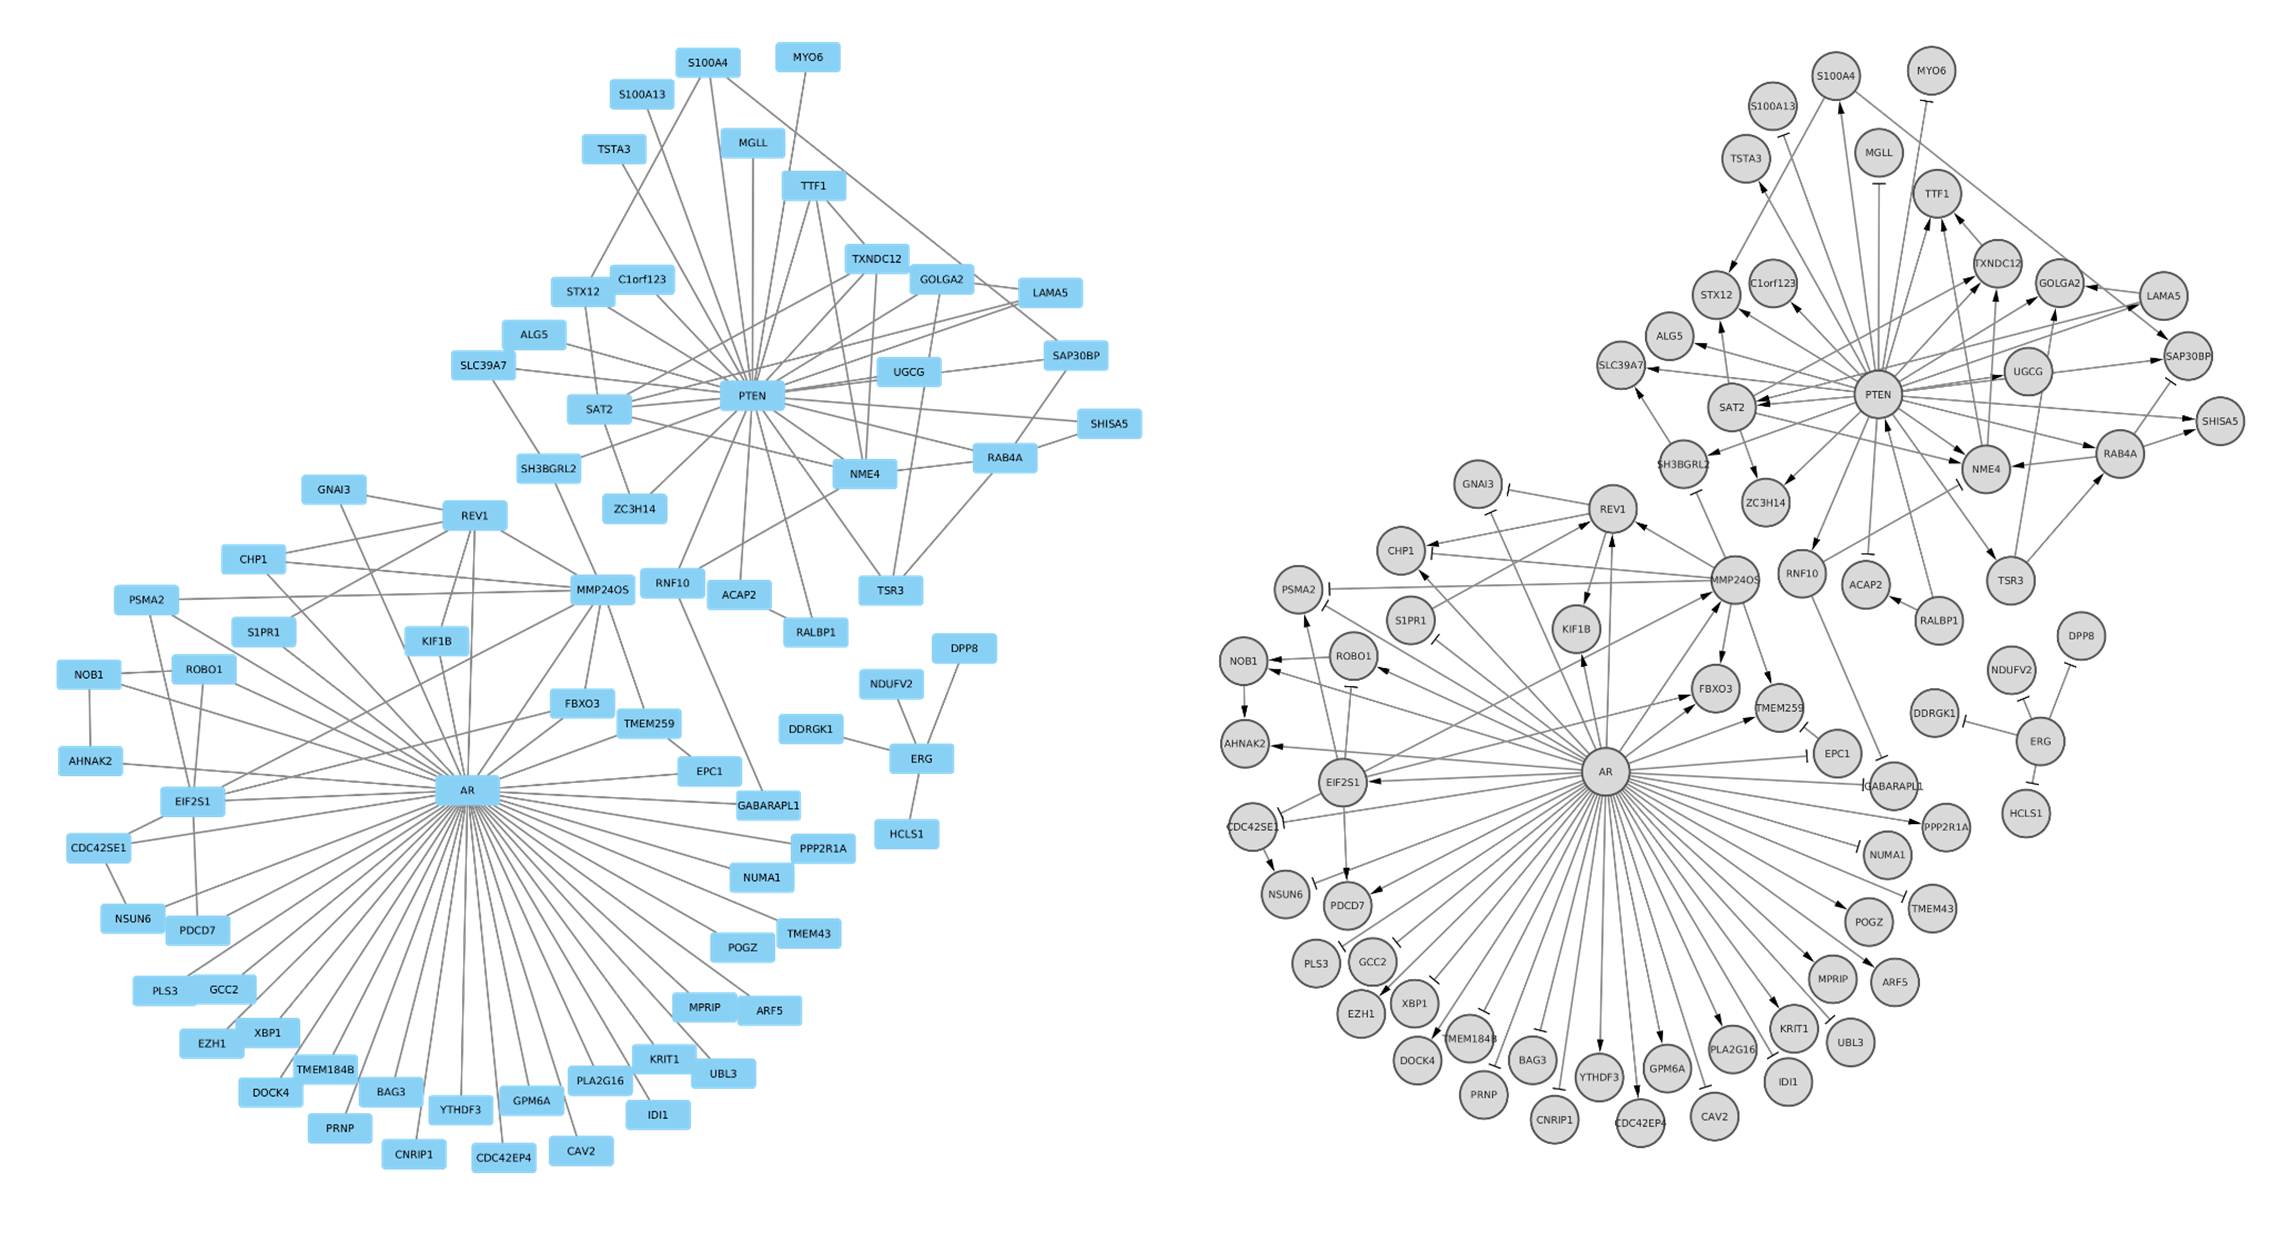 S100A4
MYO6
S100A13
TSTA3
MGLL
TTF1
TXNDC12
GOLGA2
LAMA5
C1orf123
STX12
ALG5
SLC39A7
SAP30BP
UGCG
PTEN
SAT2
SHISA5
RAB4A
NME4
SH3BGRL2
ZC3H14
GNAI3
REV1
CHP1
MMP24OS
RNF10
ACAP2
TSR3
PSMA2
S1PR1
KIF1B
RALBP1
DPP8
NDUFV2
NOB1
ROBO1
FBXO3
TMEM259
DDRGK1
ERG
AHNAK2
EPC1
AR
EIF2S1
GABARAPL1
HCLS1
CDC42SE1
PPP2R1A
NUMA1
NSUN6
PDCD7
TMEM43
POGZ
PLS3
GCC2
MPRIP
ARF5
EZH1
XBP1
KRIT1
UBL3
TMEM184B
DOCK4
BAG3
PLA2G16
GPM6A
YTHDF3
IDI1
PRNP
CNRIP1
CDC42EP4
CAV2
S100A4
MYO6
S100A13
TSTA3
MGLL
TTF1
TXNDC12
GOLGA2
LAMA5
C1orf123
STX12
ALG5
SLC39A7
SAP30BP
UGCG
PTEN
SAT2
SHISA5
RAB4A
NME4
SH3BGRL2
ZC3H14
GNAI3
REV1
CHP1
MMP24OS
RNF10
ACAP2
TSR3
PSMA2
S1PR1
KIF1B
RALBP1
DPP8
NDUFV2
NOB1
ROBO1
FBXO3
TMEM259
DDRGK1
ERG
AHNAK2
EPC1
AR
EIF2S1
GABARAPL1
HCLS1
CDC42SE1
PPP2R1A
NUMA1
NSUN6
PDCD7
TMEM43
POGZ
PLS3
GCC2
MPRIP
ARF5
EZH1
XBP1
KRIT1
UBL3
TMEM184B
DOCK4
BAG3
PLA2G16
GPM6A
YTHDF3
IDI1
PRNP
CNRIP1
CDC42EP4
CAV2